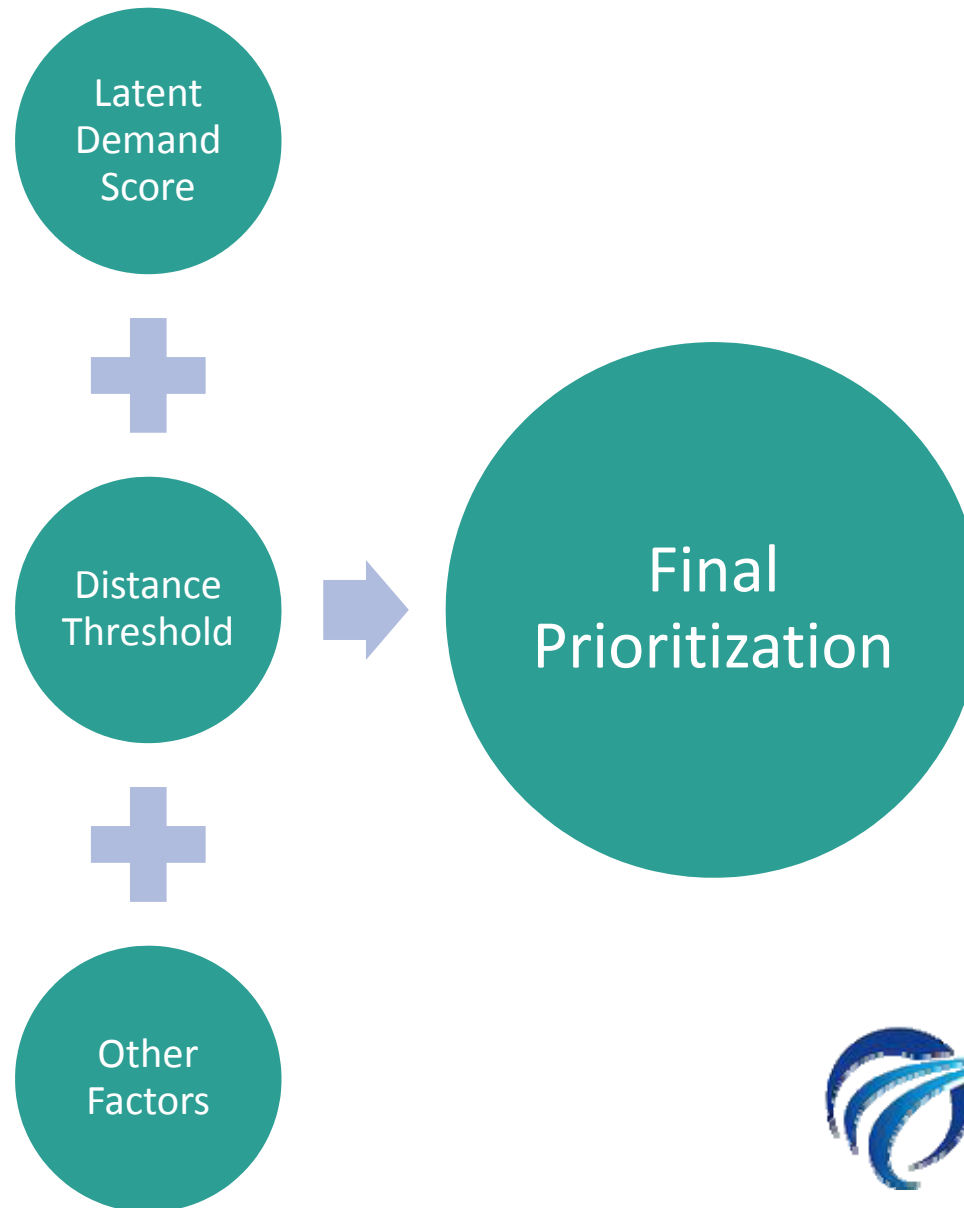 Latent
Demand
Score
Distance
Threshold
Other
Factors
Final
Prioritization